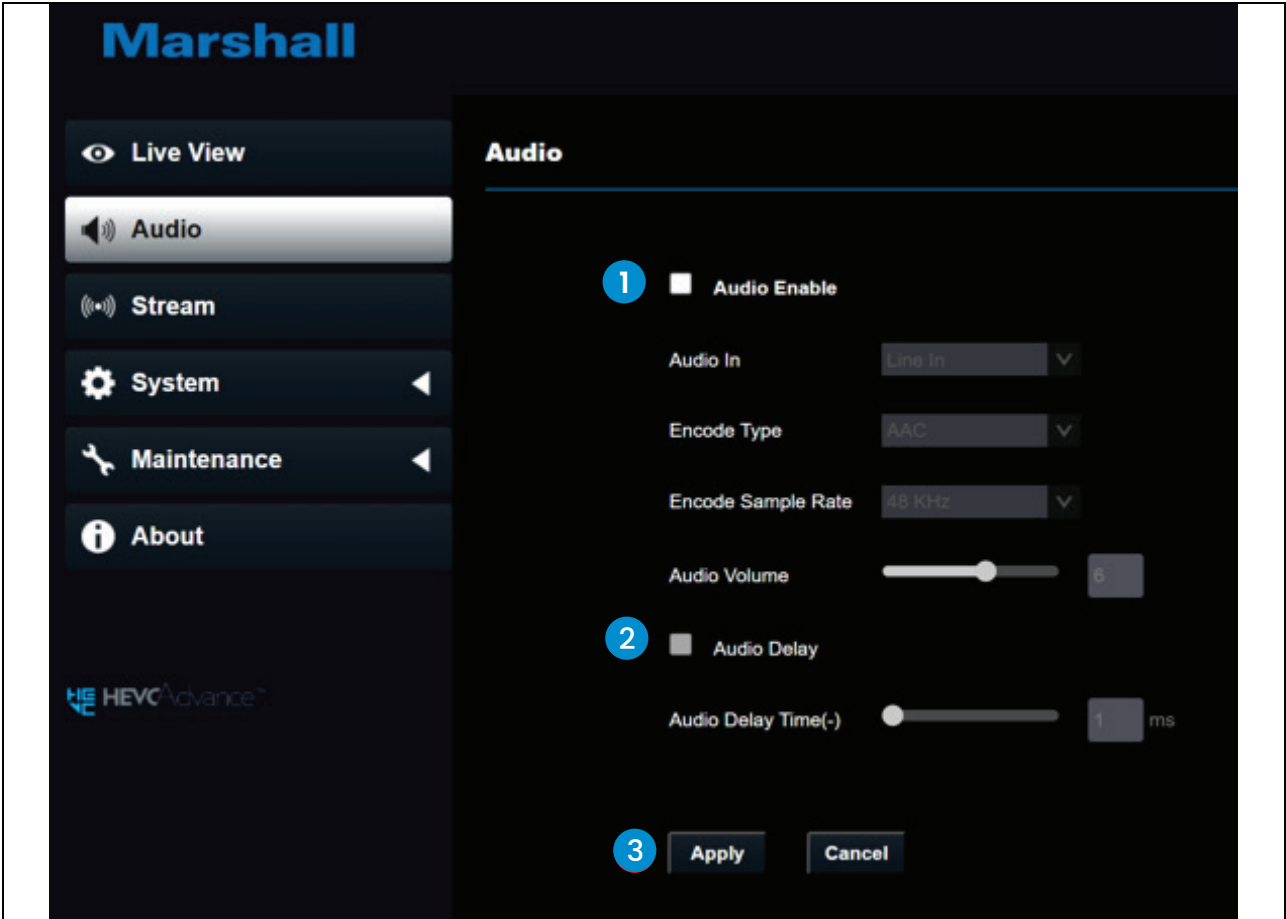 Marshall
Live View
Audio
Stream
System
Maintenance
About
HEVC Advance™
Audio
1 Audio Enable
Audio In Line In
Encode Type AAC
Encode Sample Rate 48 KHz
Audio Volume 6
2 Audio Delay
Audio Delay Time(-) 1 ms
3 Apply Cancel